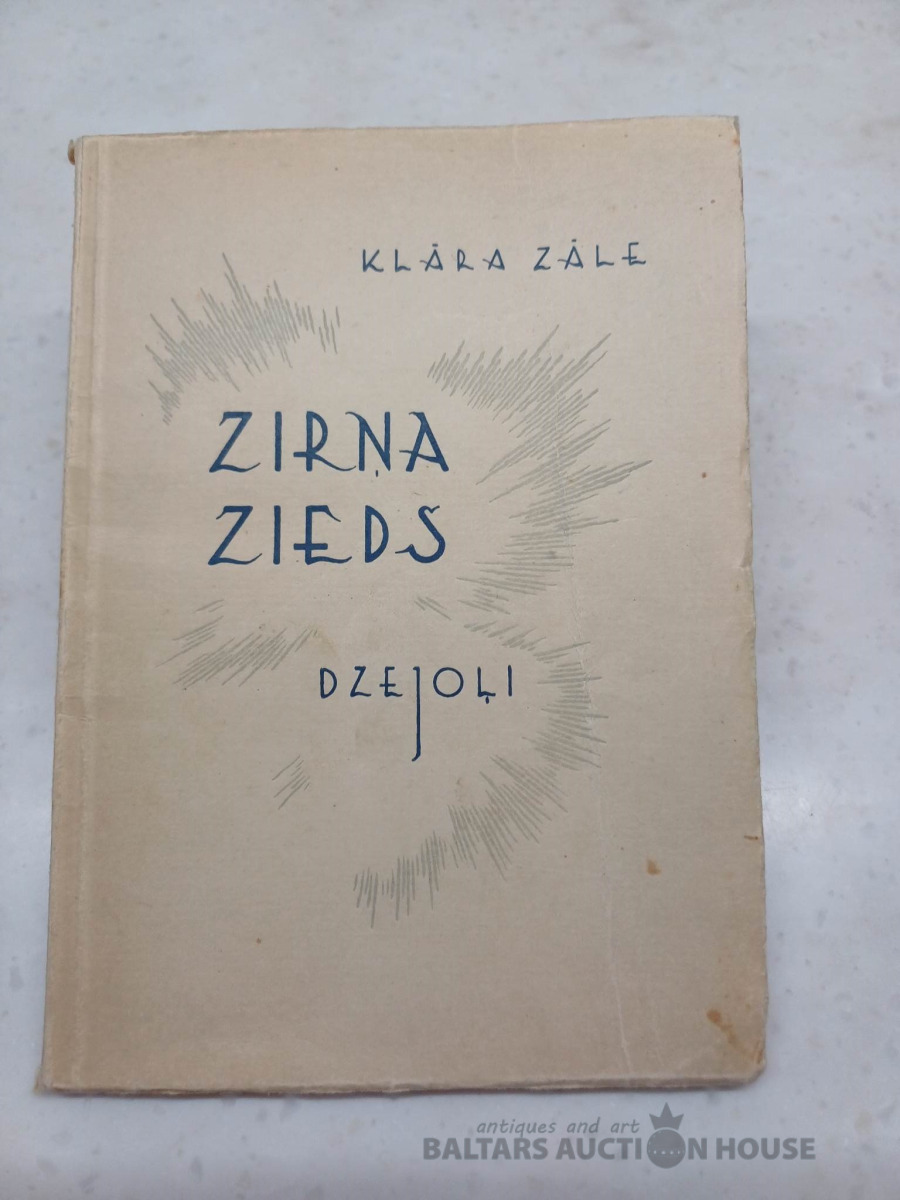 KLĀRA ZĀLE
ZIRŅA
ZIEDS
DZEJOĻI
antiques and art
BALTARS AUCTION HOUSE